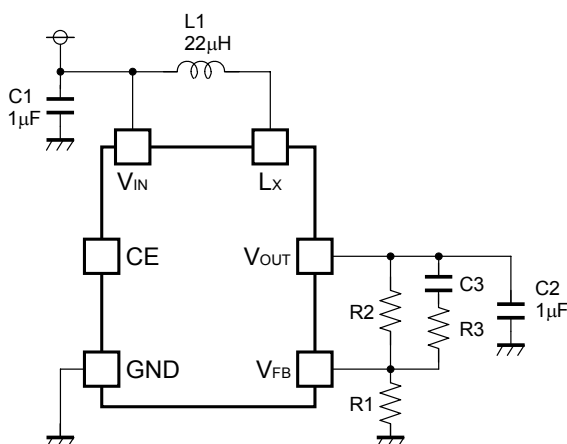 L1
22μH
C1
1μF
VIN
LX
CE
VOUT
C3
C2
1μF
R2
R3
GND
VFB
R1